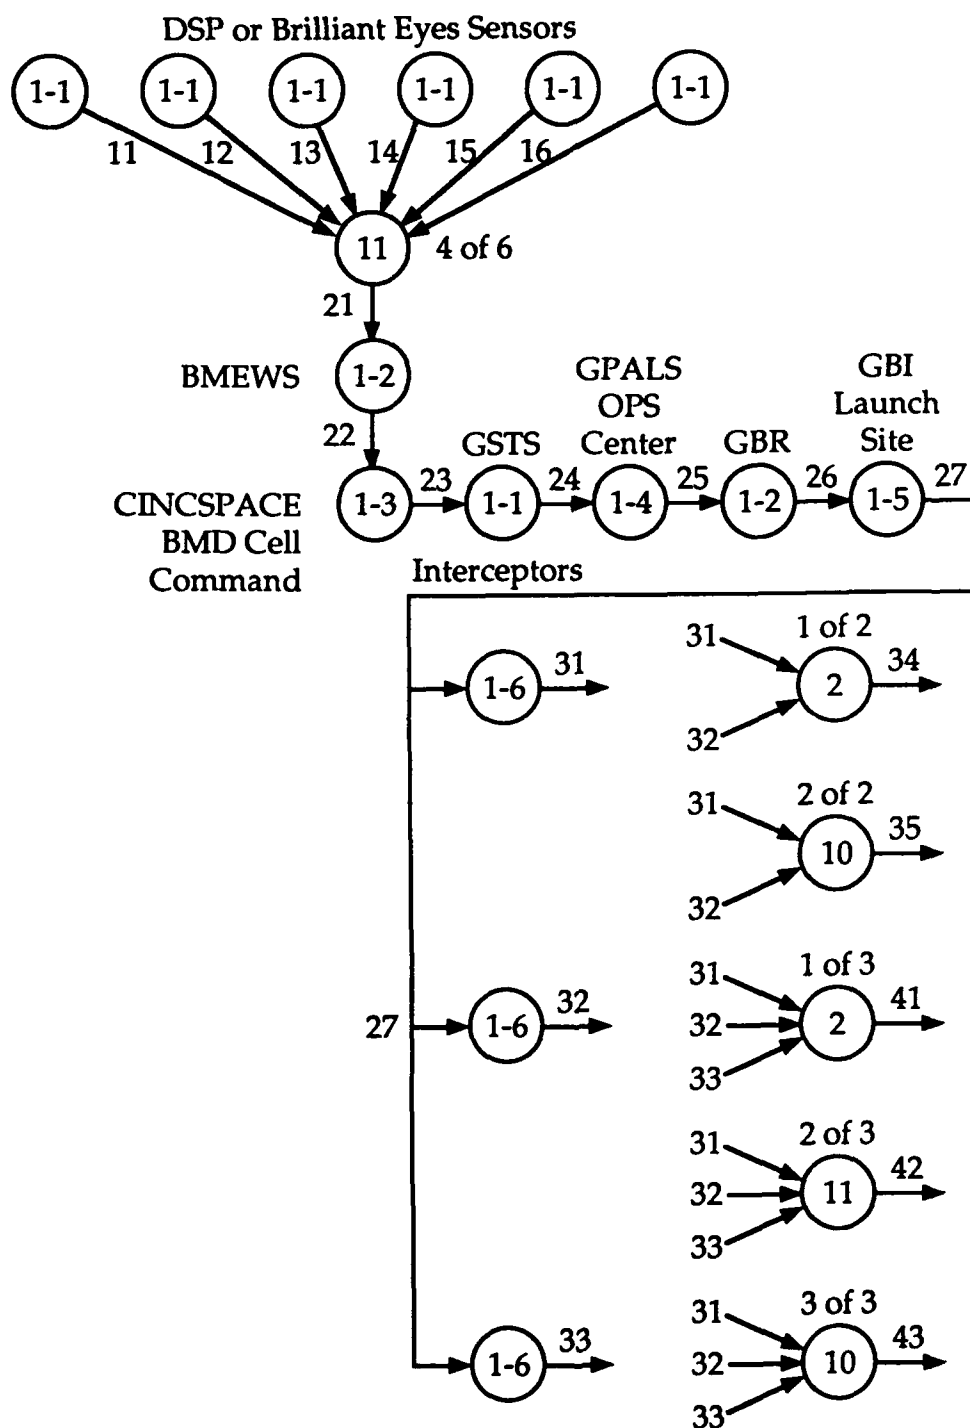 DSP or Brilliant Eyes Sensors
1-1 1-1 1-1 1-1 1-1 1-1
11 12 13 14 15 16
11 4 of 6
21
BMEWS 1-2
22
GSTS
GPALS
OPS
Center
GBR
GBI
Launch
Site
23 24 25 26 27
1-3 1-1 1-4 1-2 1-5
CINCSPACE
BMD Cell
Command
Interceptors
1-6 31
31 32 1 of 2 2 34
31 32 2 of 2 10 35
27 1-6 32
31 32 33 1 of 3 2 41
31 32 33 2 of 3 11 42
1-6 33
31 32 33 3 of 3 10 43